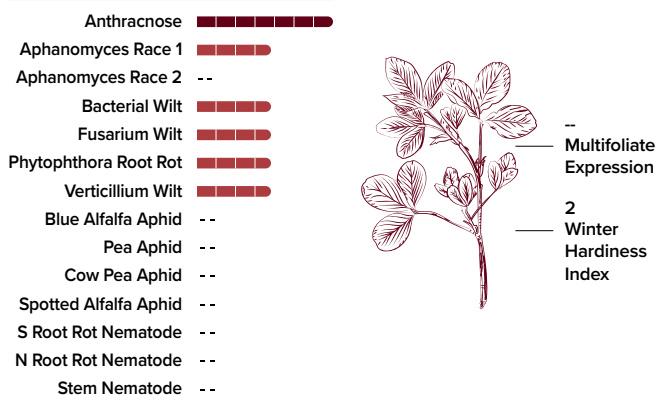 Anthracnose
Aphanomyces Race 1
Aphanomyces Race 2 --
Bacterial Wilt
Fusarium Wilt
Phytophthora Root Rot
Verticillium Wilt
Blue Alfalfa Aphid --
Pea Aphid --
Cow Pea Aphid --
Spotted Alfalfa Aphid --
S Root Rot Nematode --
N Root Rot Nematode --
Stem Nematode --
--
Multifoliate
Expression
2
Winter
Hardiness
Index